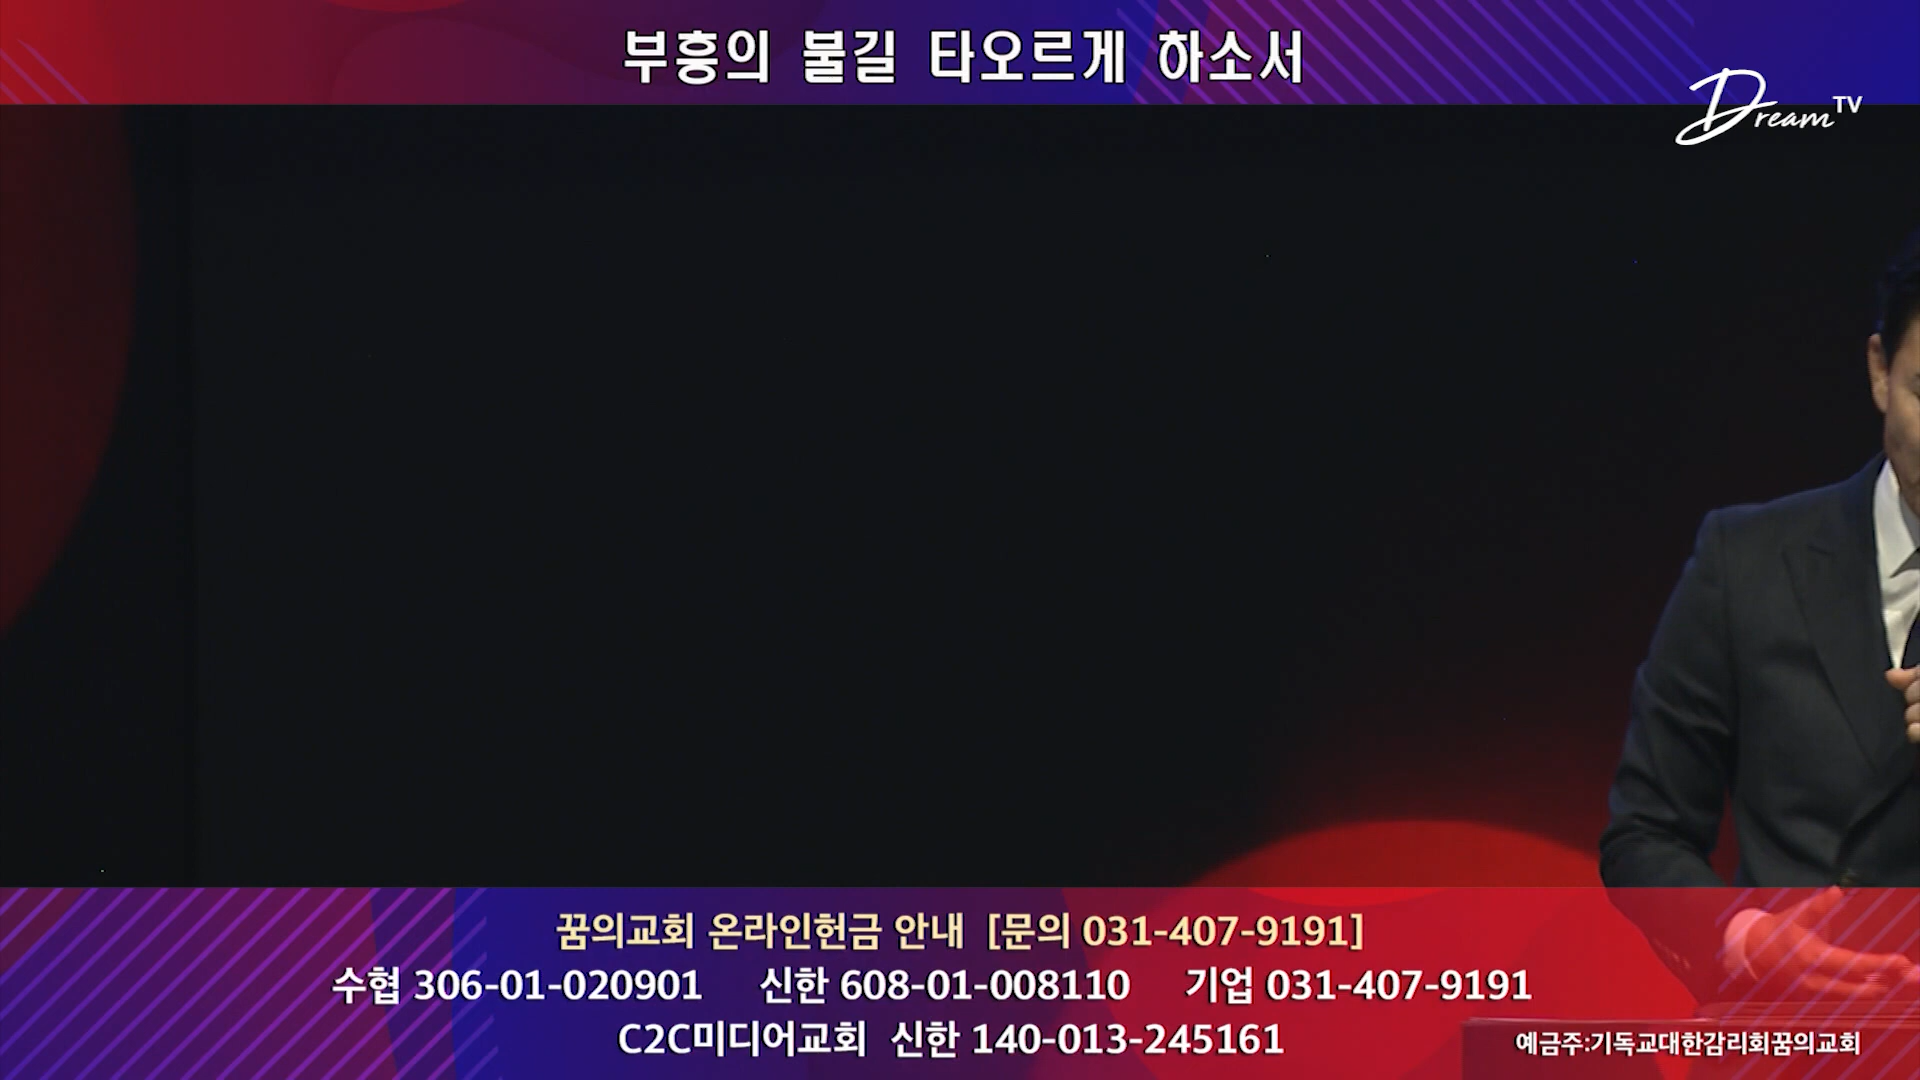 부흥의 불길 타오르게 하소서
Dream TV
꿈의교회 온라인헌금 안내 [문의 031-407-9191]
수협 306-01-020901 신한 608-01-008110 기업 031-407-9191
C2C미디어교회 신한 140-013-245161
예금주:기독교대한감리회꿈의교회